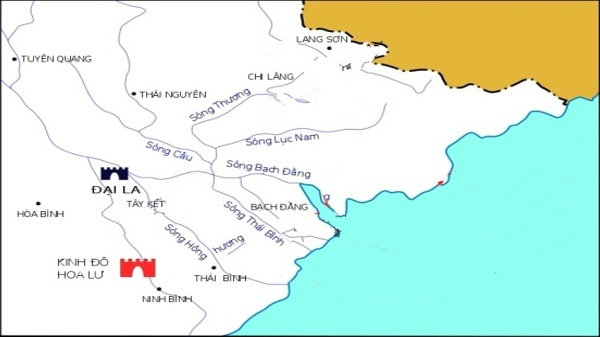 LẠNG SƠN
TUYÊN QUANG
CHI LĂNG
THÁI NGUYÊN
Sông Thương
Sông Lục Nam
Sông Cầu
Sông Bạch Đằng
ĐẠI LA
TÂY KẾT
BẠCH ĐẰNG
HÒA BÌNH
Sông Thái Bình
Sông Hồng
hương
KINH ĐÔ
HOA LƯ
THÁI BÌNH
NINH BÌNH